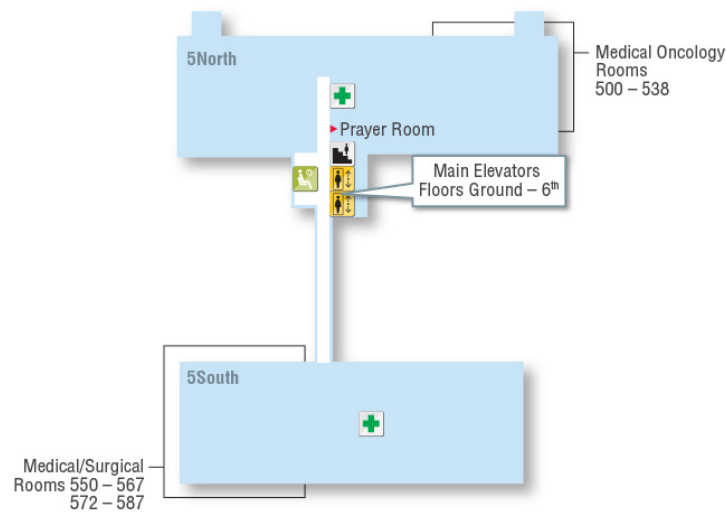 5North
Medical Oncology
Rooms
500 – 538
Prayer Room
Main Elevators
Floors Ground – 6th
5South
Medical/Surgical
Rooms 550 – 567
572 – 587